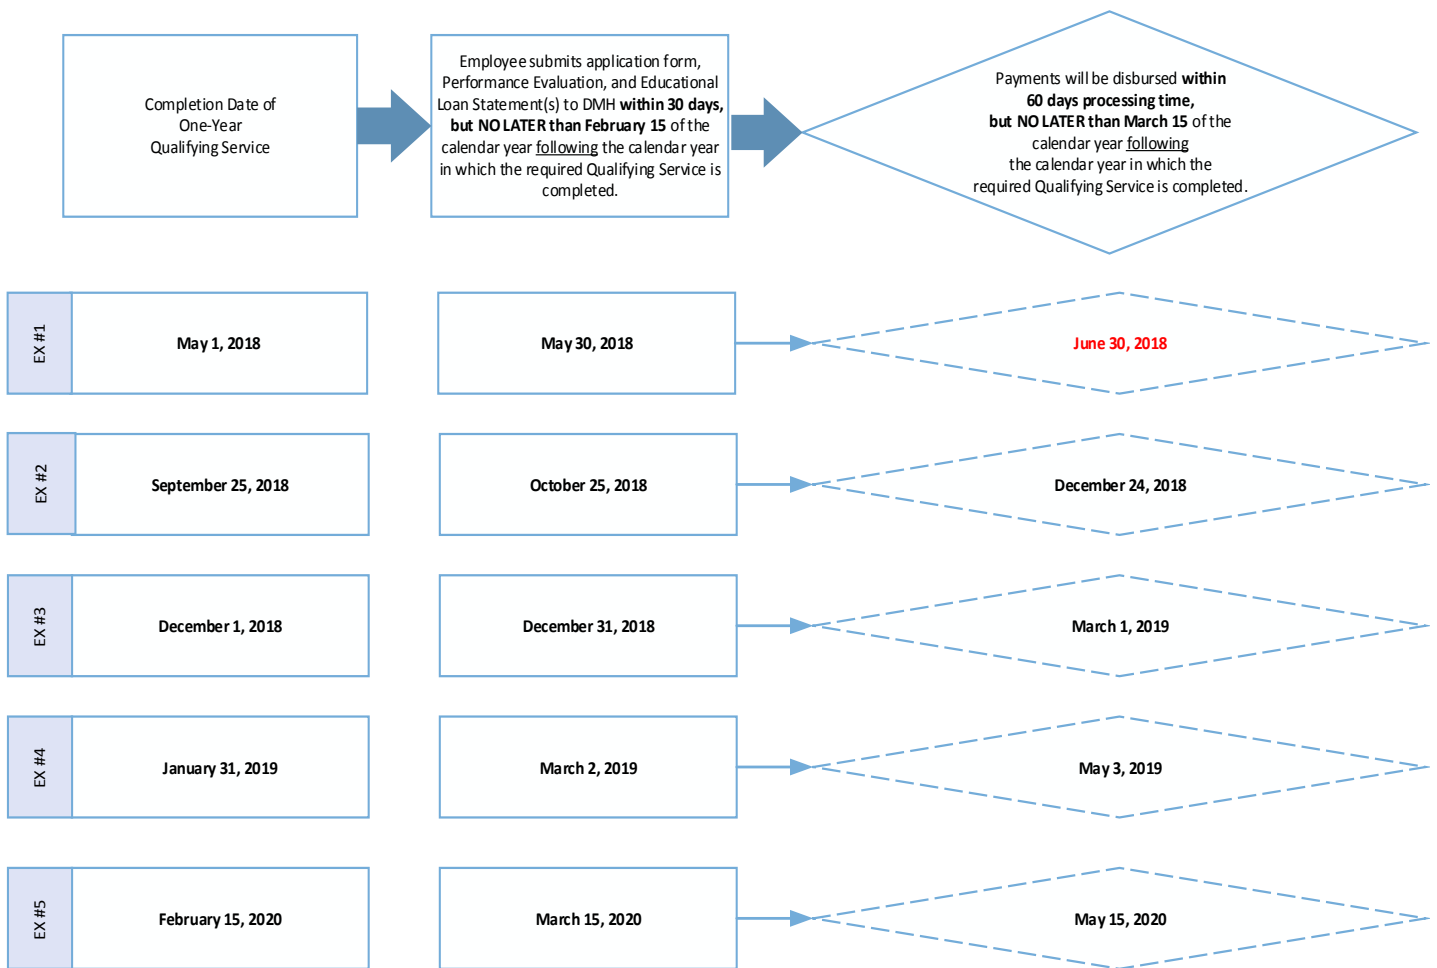 Completion Date of
One-Year
Qualifying Service
Employee submits application form,
Performance Evaluation, and Educational
Loan Statement(s) to DMH within 30 days,
but NO LATER than February 15 of the
calendar year following the calendar year
in which the required Qualifying Service is
completed.
Payments will be disbursed within
60 days processing time,
but NO LATER than March 15 of the
calendar year following
the calendar year in which the
required Qualifying Service is completed.
EX #1
May 1, 2018
May 30, 2018
June 30, 2018
EX #2
September 25, 2018
October 25, 2018
December 24, 2018
EX #3
December 1, 2018
December 31, 2018
March 1, 2019
EX #4
January 31, 2019
March 2, 2019
May 3, 2019
EX #5
February 15, 2020
March 15, 2020
May 15, 2020